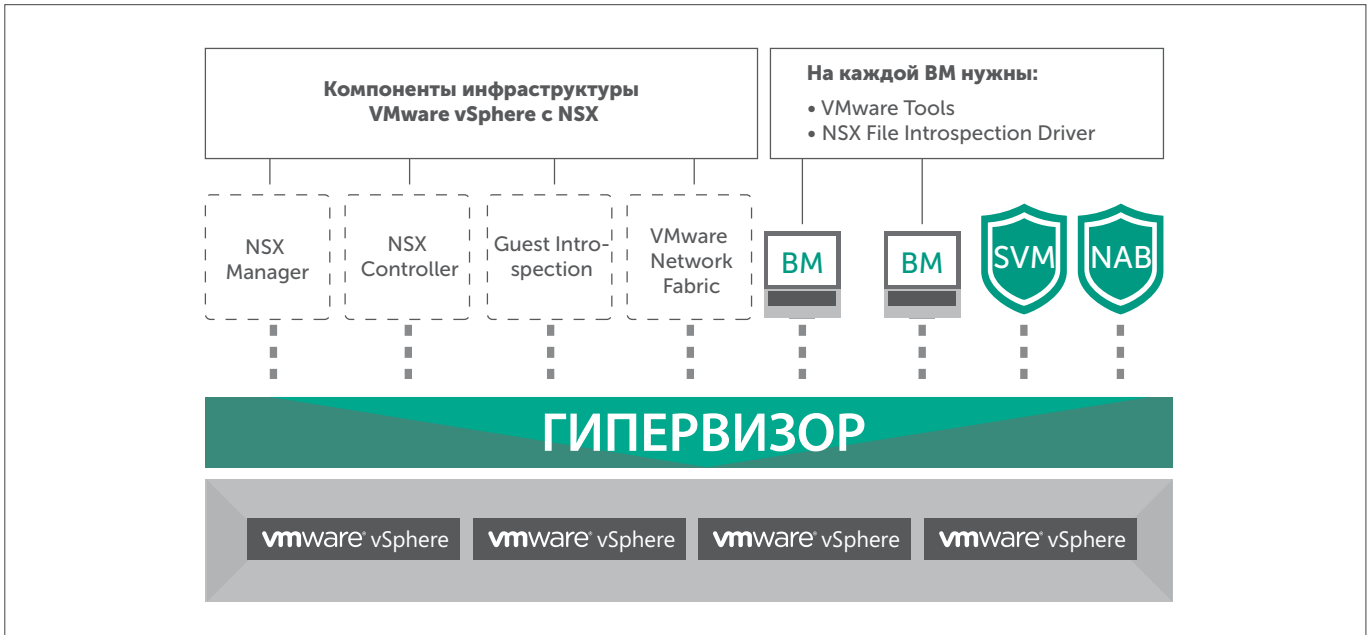 Компоненты инфраструктуры
VMware vSphere с NSX
На каждой ВМ нужны:
• VMware Tools
• NSX File Introspection Driver
NSX
Manager
NSX
Controller
Guest Intro-
spection
VMware
Network
Fabric
ВМ
ВМ
SVM
NAB
ГИПЕРВИЗОР
vmware® vSphere
vmware® vSphere
vmware® vSphere
vmware® vSphere